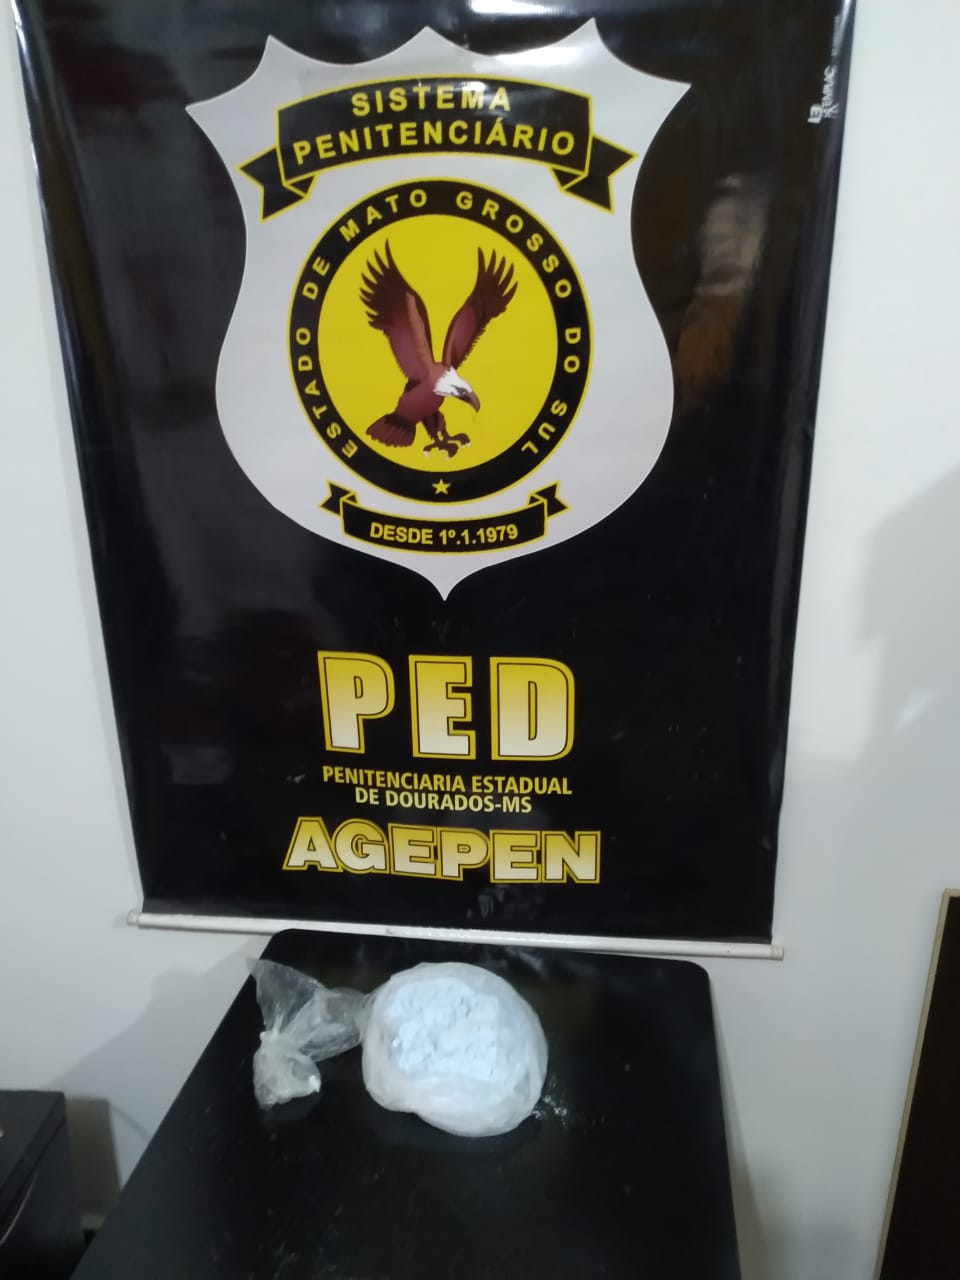 SISTEMA
PENITENCIÁRIO
ESTADO DE MATO GROSSO DO SUL
DESDE 1º.1.1979
PED
PENITENCIARIA ESTADUAL
DE DOURADOS-MS
AGEPEN